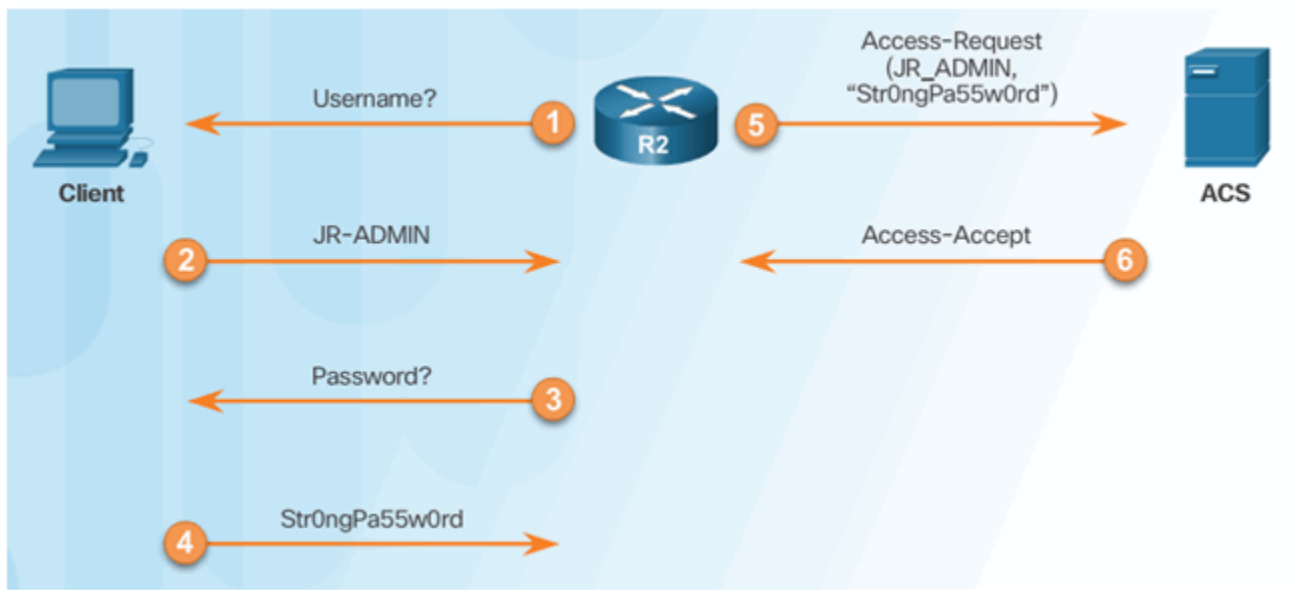 Access-Request
(JR_ADMIN,
“Str0ngPa55w0rd”)
Username?
1
R2
5
Client
ACS
JR-ADMIN
2
Access-Accept
6
Password?
3
Str0ngPa55w0rd
4